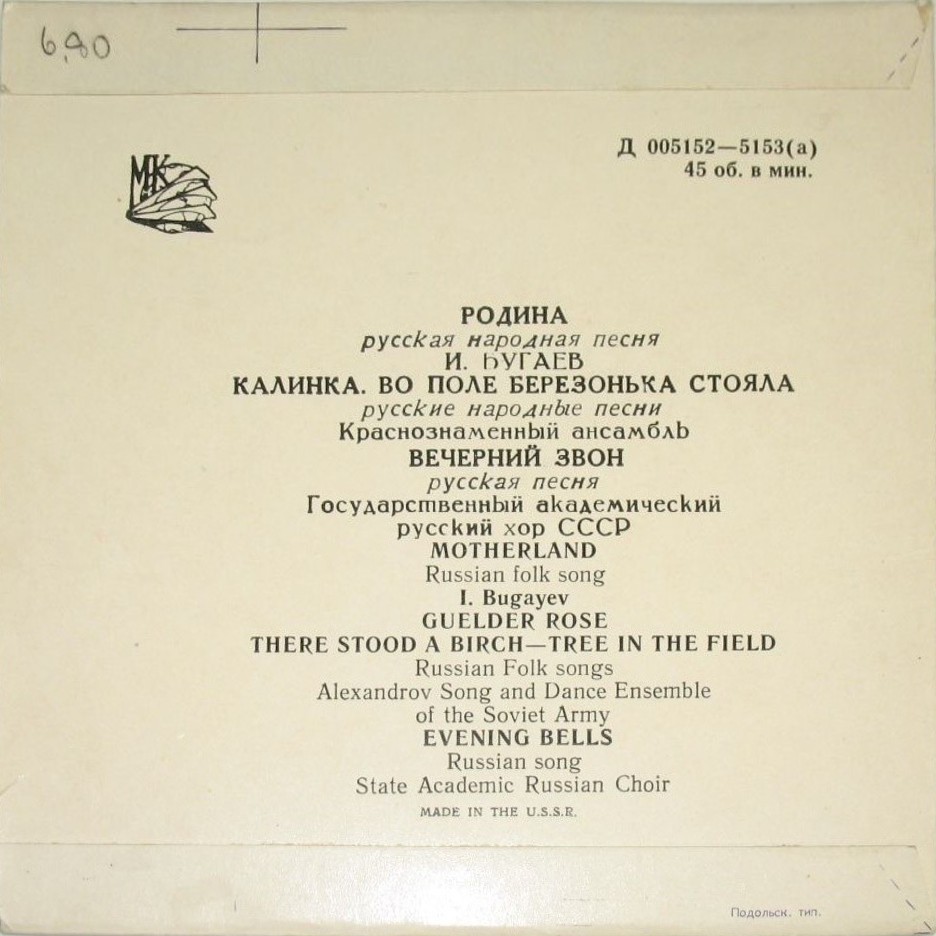 6,80
МК
Д 005152—5153(а)
45 об. в мин.
РОДИНА
русская народная песня
И. БУГАЕВ
КАЛИНКА. ВО ПОЛЕ БЕРЕЗОНЬКА СТОЯЛА
русские народные песни
Краснознаменный ансамбль
ВЕЧЕРНИЙ ЗВОН
русская песня
Государственный академический
русский хор СССР
MOTHERLAND
Russian folk song
I. Bugayev
GUELDER ROSE
THERE STOOD A BIRCH—TREE IN THE FIELD
Russian Folk songs
Alexandrov Song and Dance Ensemble
of the Soviet Army
EVENING BELLS
Russian song
State Academic Russian Choir
MADE IN THE U.S.S.R.
Подольск. тип.